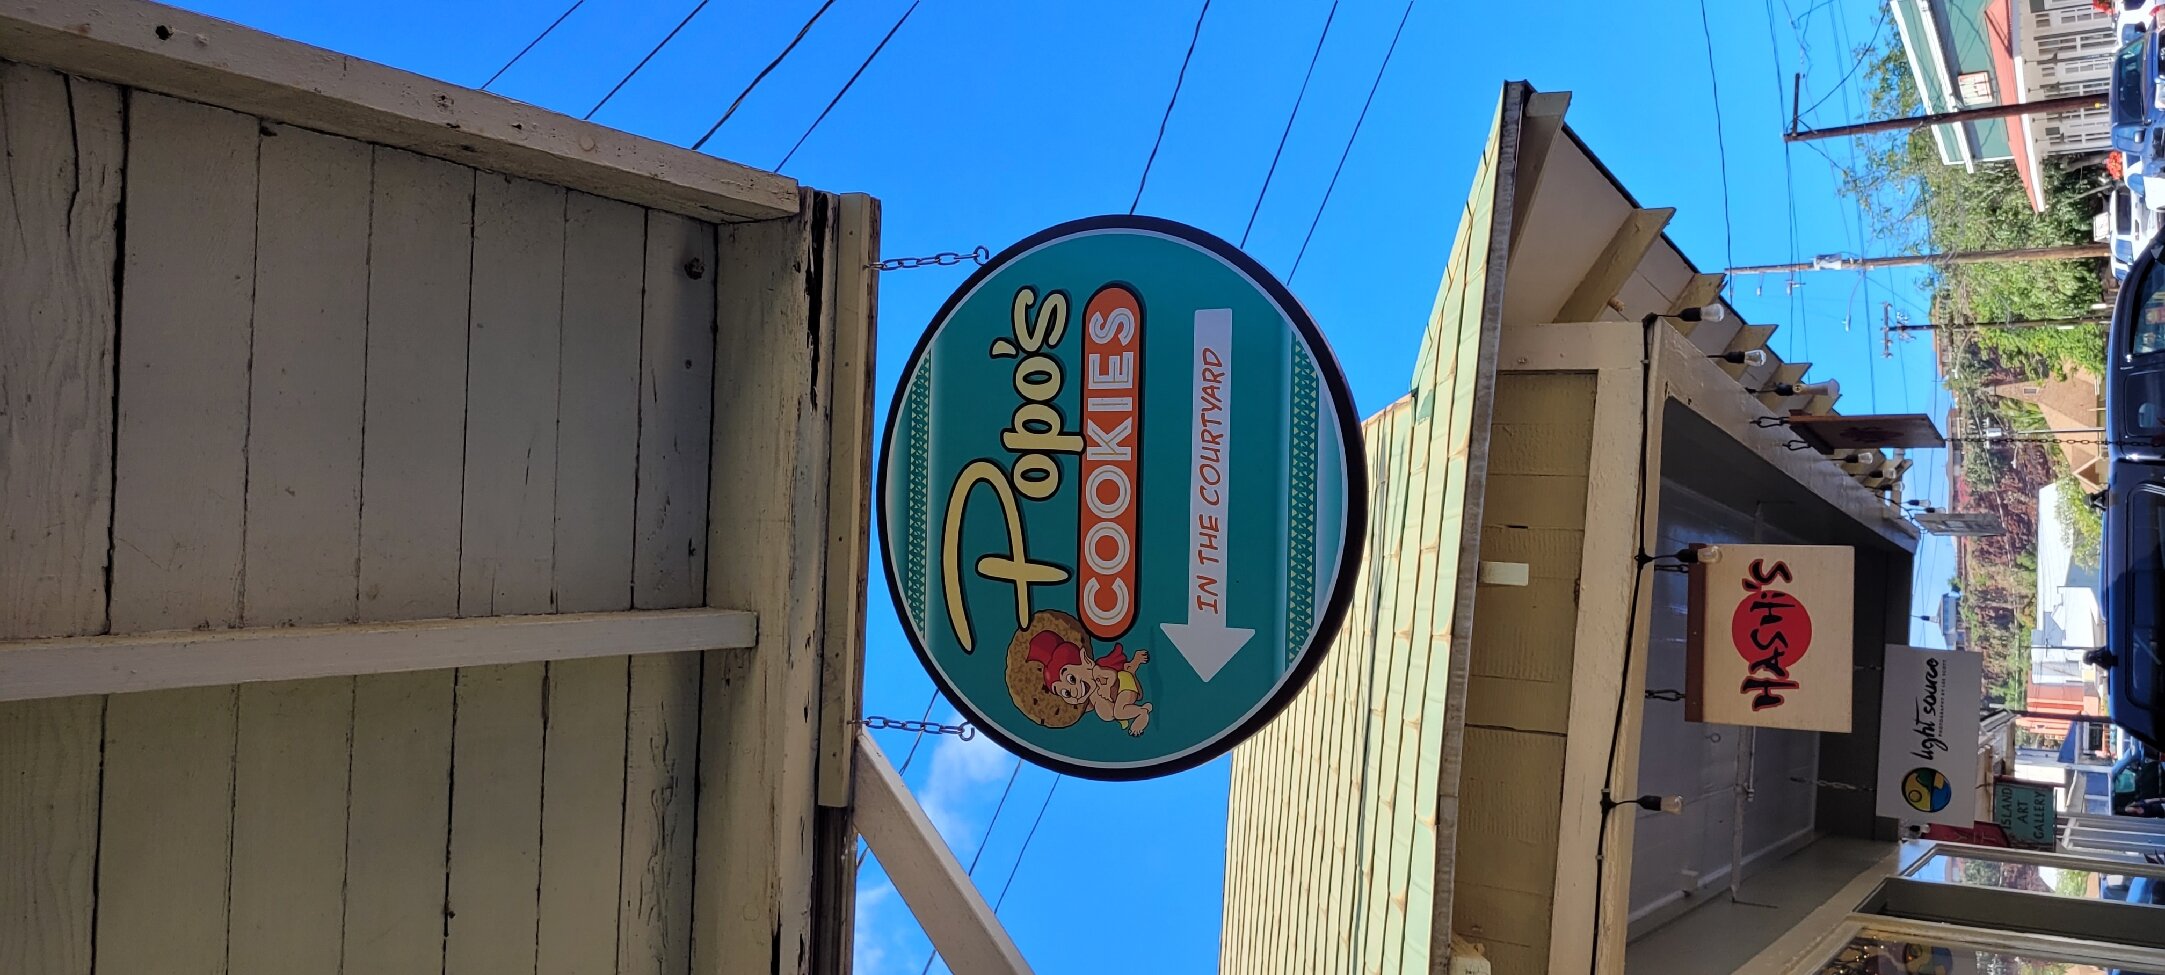 Popo's
COOKIES
IN THE COURTYARD
HASHi'S
light source
ISLAND
ART
GALLERY